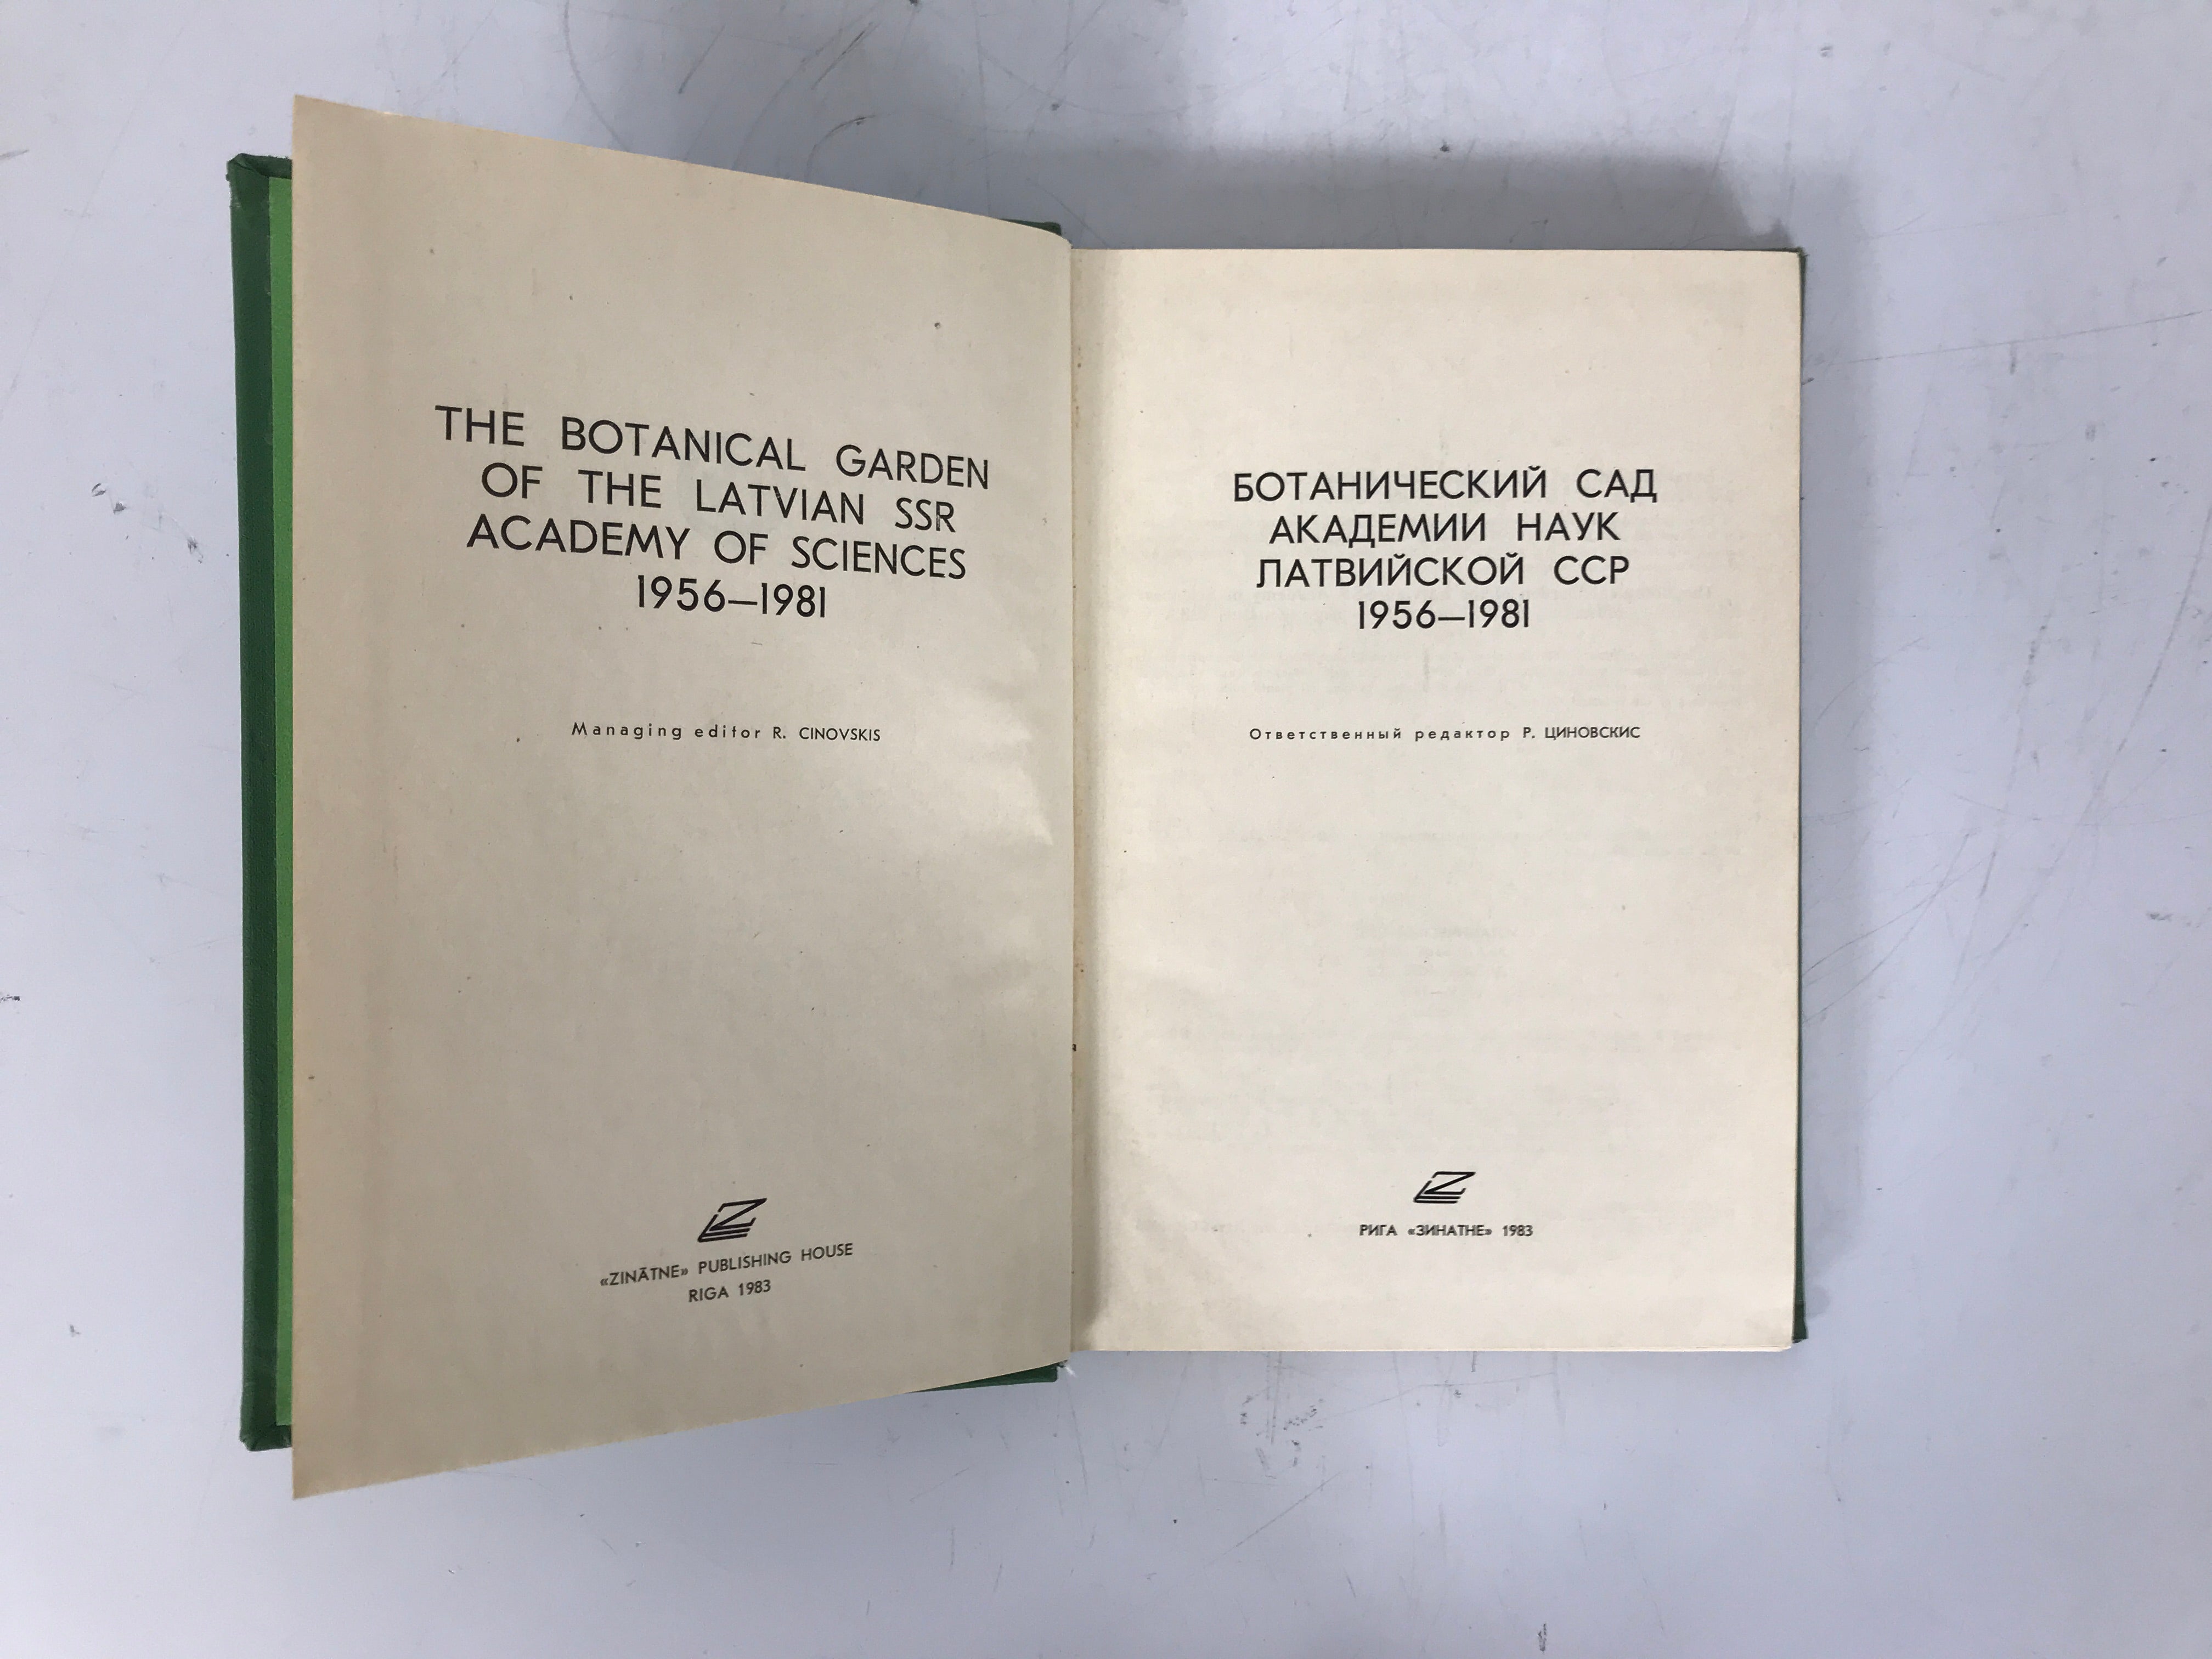 THE BOTANICAL GARDEN
OF THE LATVIAN SSR
ACADEMY OF SCIENCES
1956—1981
Managing editor R. CINOVSKIS
«ZINĀTNE» PUBLISHING HOUSE
RIGA 1983
БОТАНИЧЕСКИЙ САД
АКАДЕМИИ НАУК
ЛАТВИЙСКОЙ ССР
1956—1981
Ответственный редактор Р. ЦИНОВСКИС
РИГА «ЗИНАТНЕ» 1983